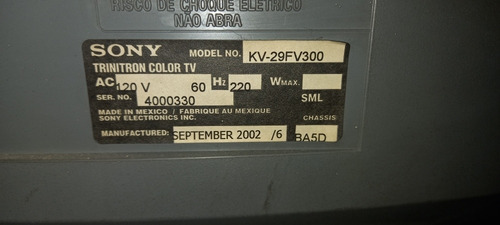 RISCO DE CHOQUE ELETRICO
NÃO ABRA
SONY MODEL NO. KV-29FV300
TRINITRON COLOR TV
AC 120 V 60 Hz 220 WMAX.
SER. NO. 4000330 SML
MADE IN MEXICO / FABRIQUE AU MEXIQUE
SONY ELECTRONICS INC. CHASSIS
MANUFACTURED: SEPTEMBER 2002 /6 BA5D